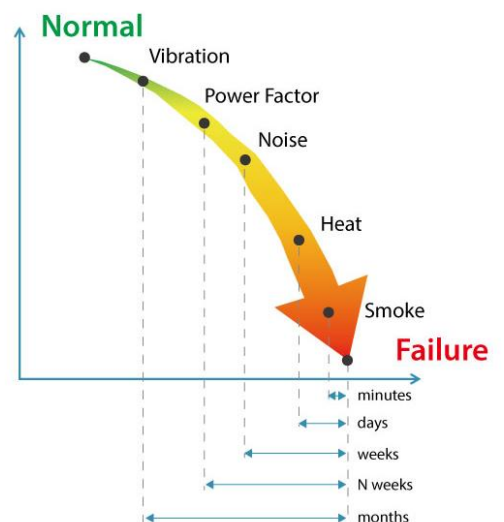 Normal
Vibration
Power Factor
Noise
Heat
Smoke
Failure
minutes
days
weeks
N weeks
months